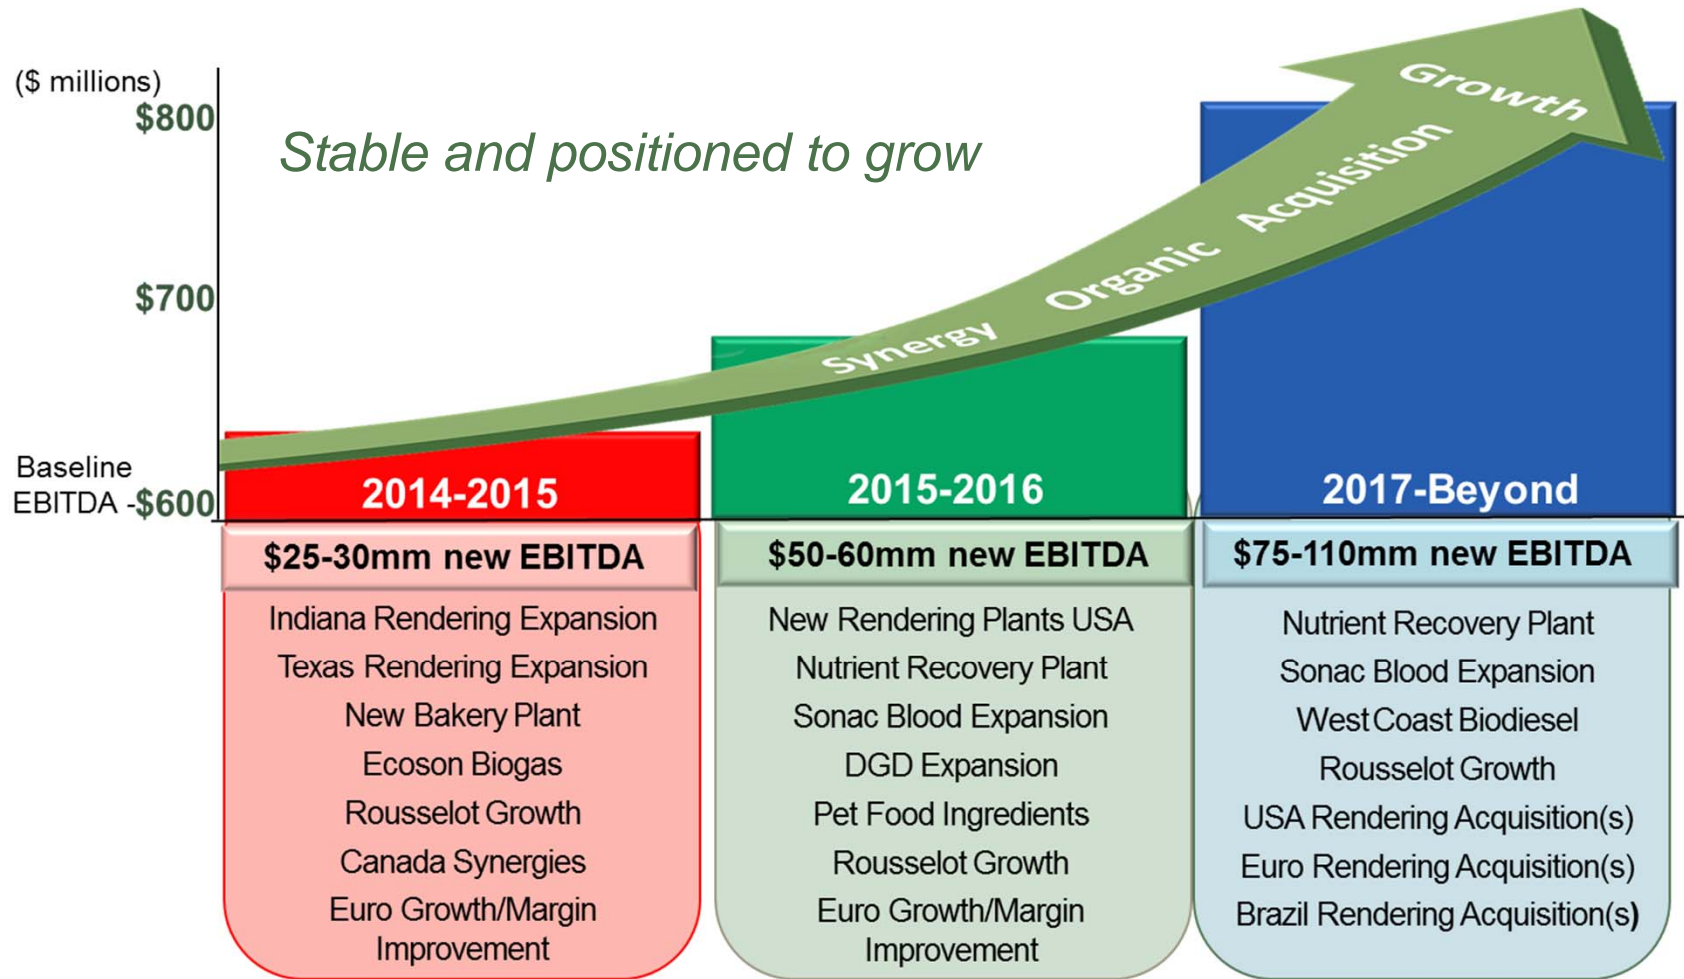 ($ millions)
$800
Stable and positioned to grow
$700
Baseline
EBITDA -$600
Synergy Organic Acquisition Growth
2014-2015
2015-2016
2017-Beyond
$25-30mm new EBITDA
Indiana Rendering Expansion
Texas Rendering Expansion
New Bakery Plant
Ecoson Biogas
Rousselot Growth
Canada Synergies
Euro Growth/Margin
Improvement
$50-60mm new EBITDA
New Rendering Plants USA
Nutrient Recovery Plant
Sonac Blood Expansion
DGD Expansion
Pet Food Ingredients
Rousselot Growth
Euro Growth/Margin
Improvement
$75-110mm new EBITDA
Nutrient Recovery Plant
Sonac Blood Expansion
West Coast Biodiesel
Rousselot Growth
USA Rendering Acquisition(s)
Euro Rendering Acquisition(s)
Brazil Rendering Acquisition(s)